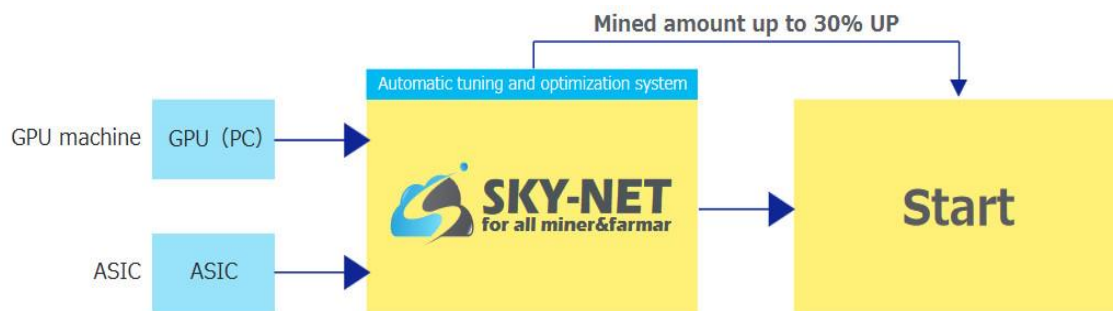 Mined amount up to 30% UP
Automatic tuning and optimization system
GPU machine
GPU (PC)
SKY-NET
for all miner&farmar
Start
ASIC
ASIC